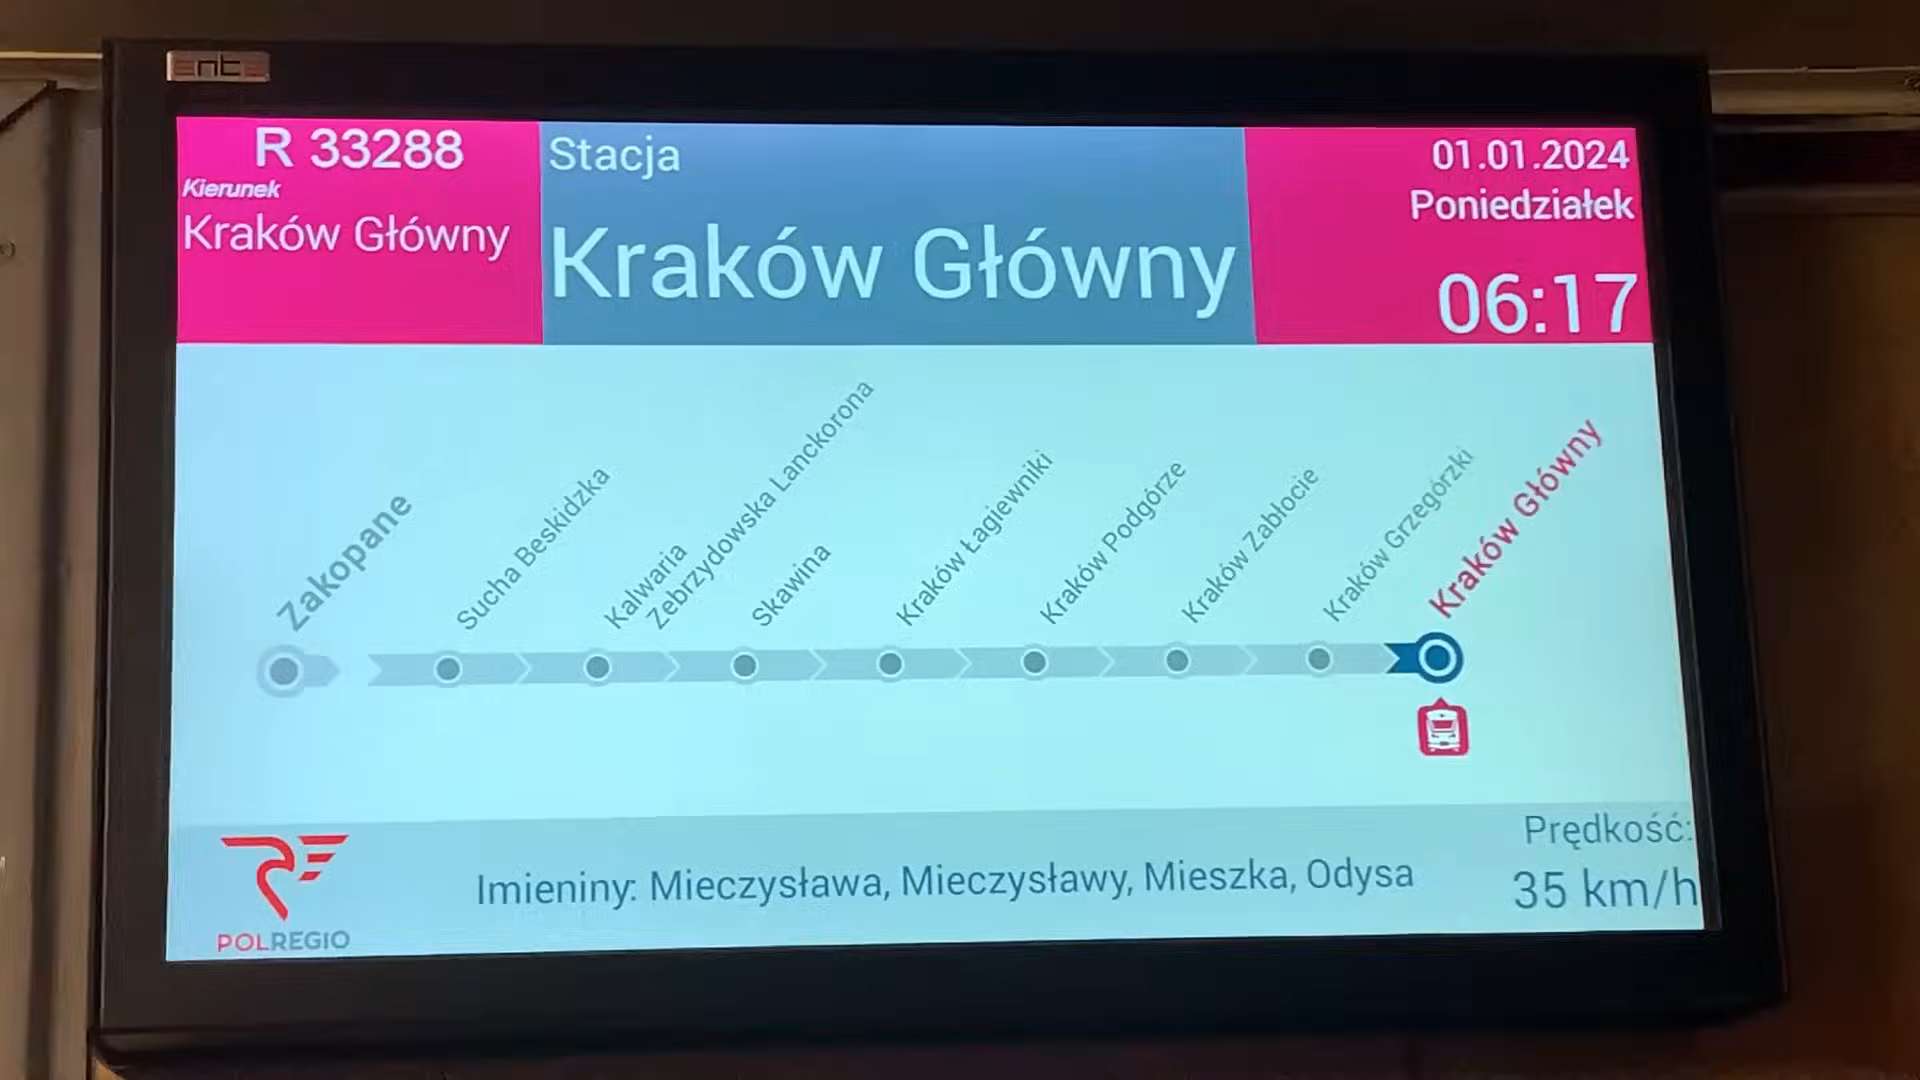 ente
R 33288
Kierunek
Kraków Główny
Stacja
Kraków Główny
01.01.2024
Poniedziałek
06:17
Zakopane
Sucha Beskidzka
Kalwaria
Zebrzydowska Lanckorona
Skawina
Kraków Łagiewniki
Kraków Podgórze
Kraków Zabłocie
Kraków Grzegórzki
Kraków Główny
POLREGIO
Imieniny: Mieczysława, Mieczysławy, Mieszka, Odysa
Prędkość:
35 km/h